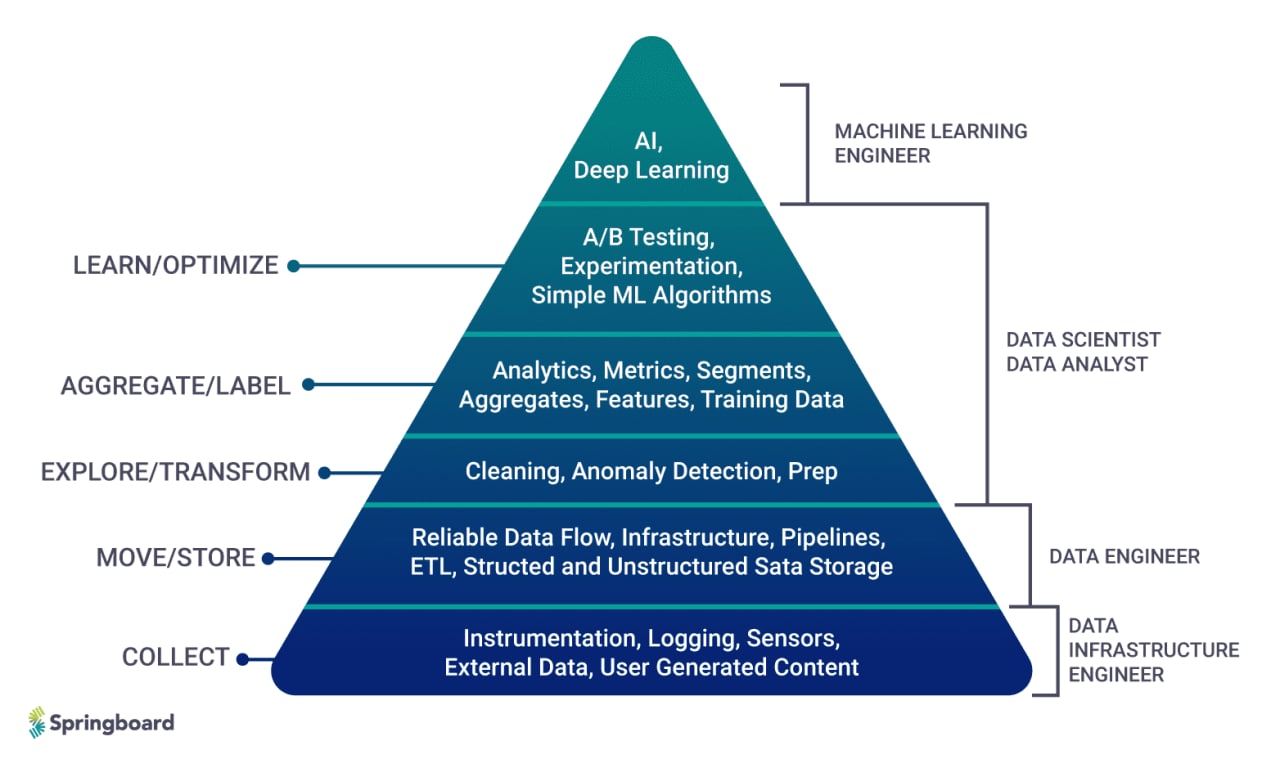 AI,
Deep Learning
MACHINE LEARNING
ENGINEER
LEARN/OPTIMIZE
A/B Testing,
Experimentation,
Simple ML Algorithms
DATA SCIENTIST
DATA ANALYST
AGGREGATE/LABEL
Analytics, Metrics, Segments,
Aggregates, Features, Training Data
EXPLORE/TRANSFORM
Cleaning, Anomaly Detection, Prep
MOVE/STORE
Reliable Data Flow, Infrastructure, Pipelines,
ETL, Structed and Unstructured Sata Storage
DATA ENGINEER
COLLECT
Instrumentation, Logging, Sensors,
External Data, User Generated Content
DATA
INFRASTRUCTURE
ENGINEER
Springboard